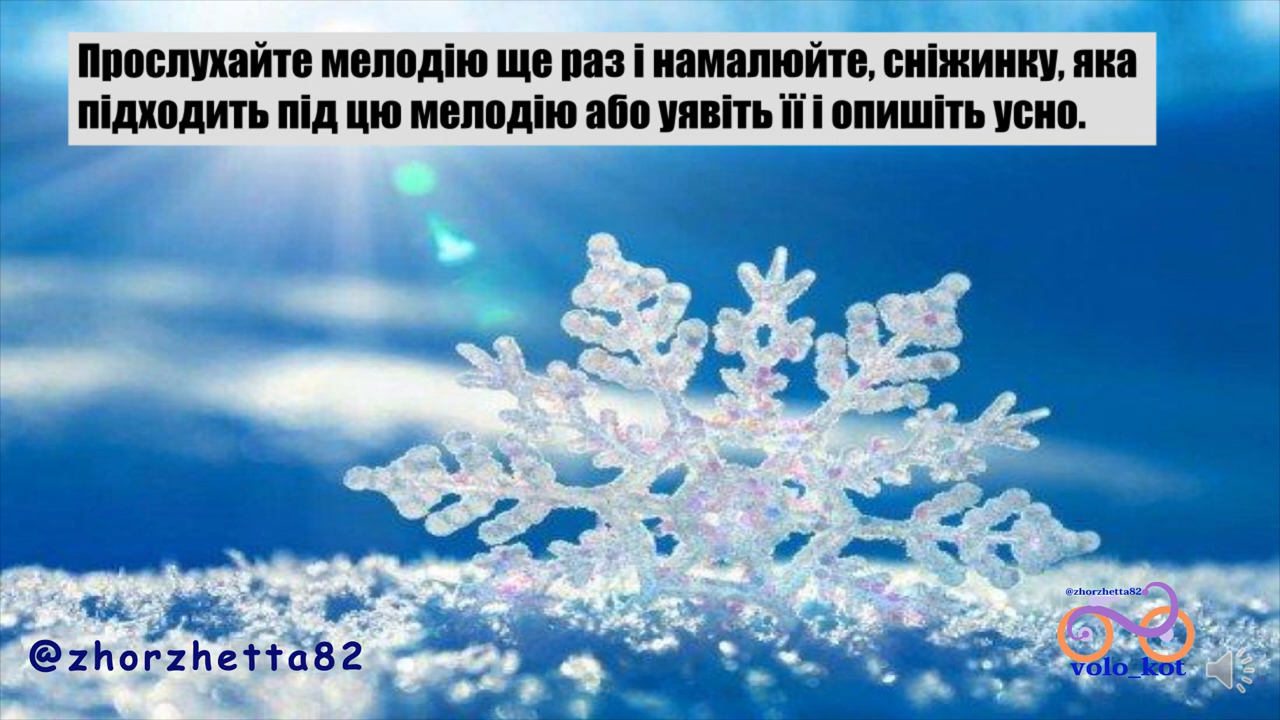 Прослухайте мелодію ще раз і намалюйте, сніжинку, яка
підходить під цю мелодію або уявіть її і опишіть усно.
@zhorzhetta82
volo_kot
@zhorzhetta82